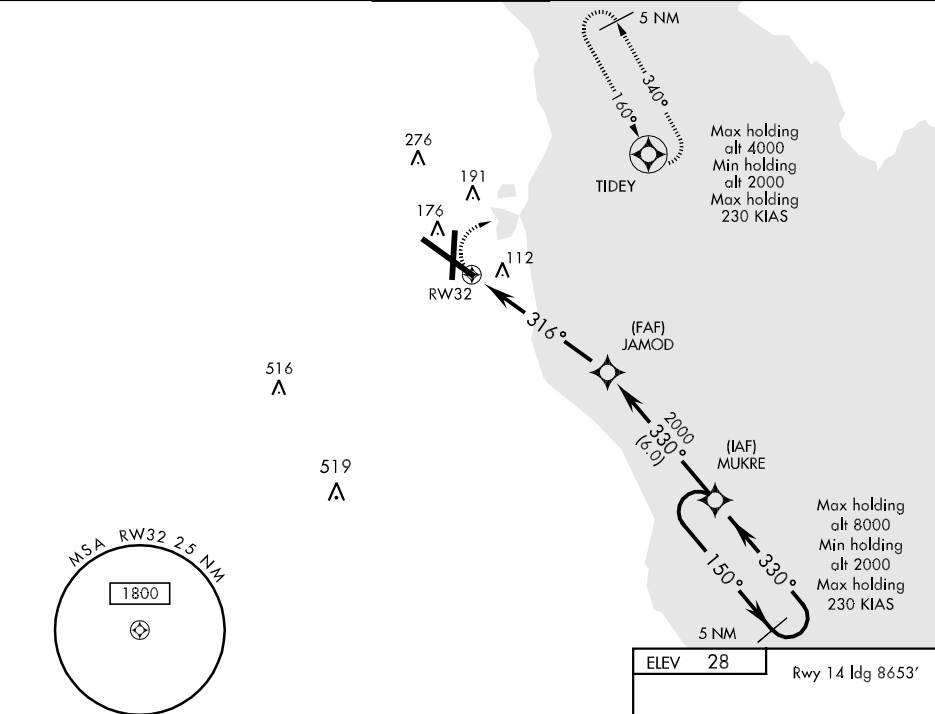 5 NM
340°
160°
TIDEY
Max holding
alt 4000
Min holding
alt 2000
Max holding
230 KIAS
276
191
176
112
RW32
316°
(FAF)
JAMOD
516
2000
330°
(6.0)
(IAF)
MUKRE
519
Max holding
alt 8000
Min holding
alt 2000
Max holding
230 KIAS
330°
150°
5 NM
MSA RW32 25 NM
1800
ELEV 28
Rwy 14 ldg 8653'